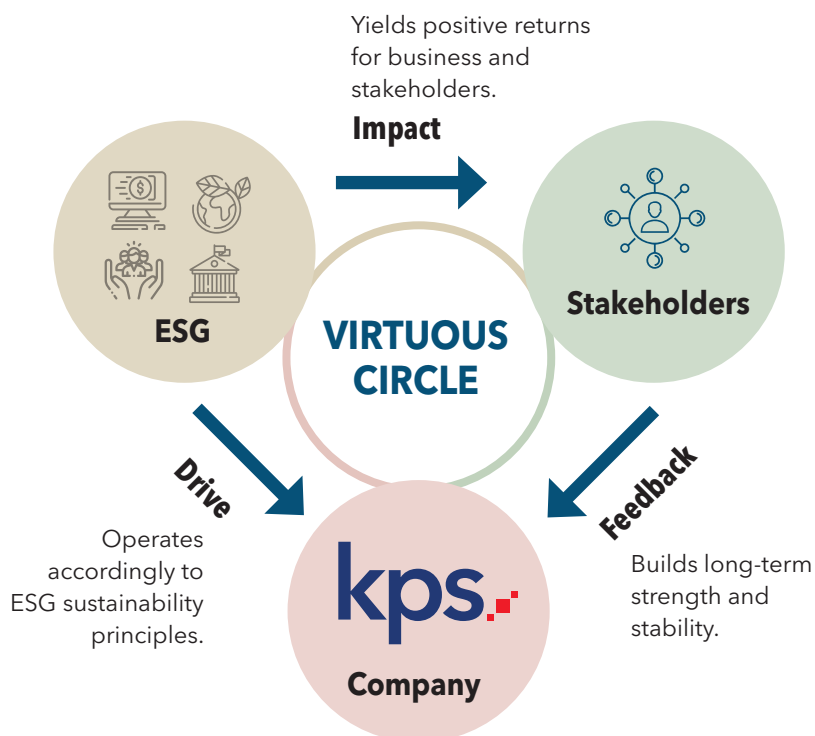 Yields positive returns
for business and
stakeholders.
Impact
ESG
Stakeholders
VIRTUOUS
CIRCLE
Drive
Operates
accordingly to
ESG sustainability
principles.
Feedback
Builds long-term
strength and
stability.
kps
Company